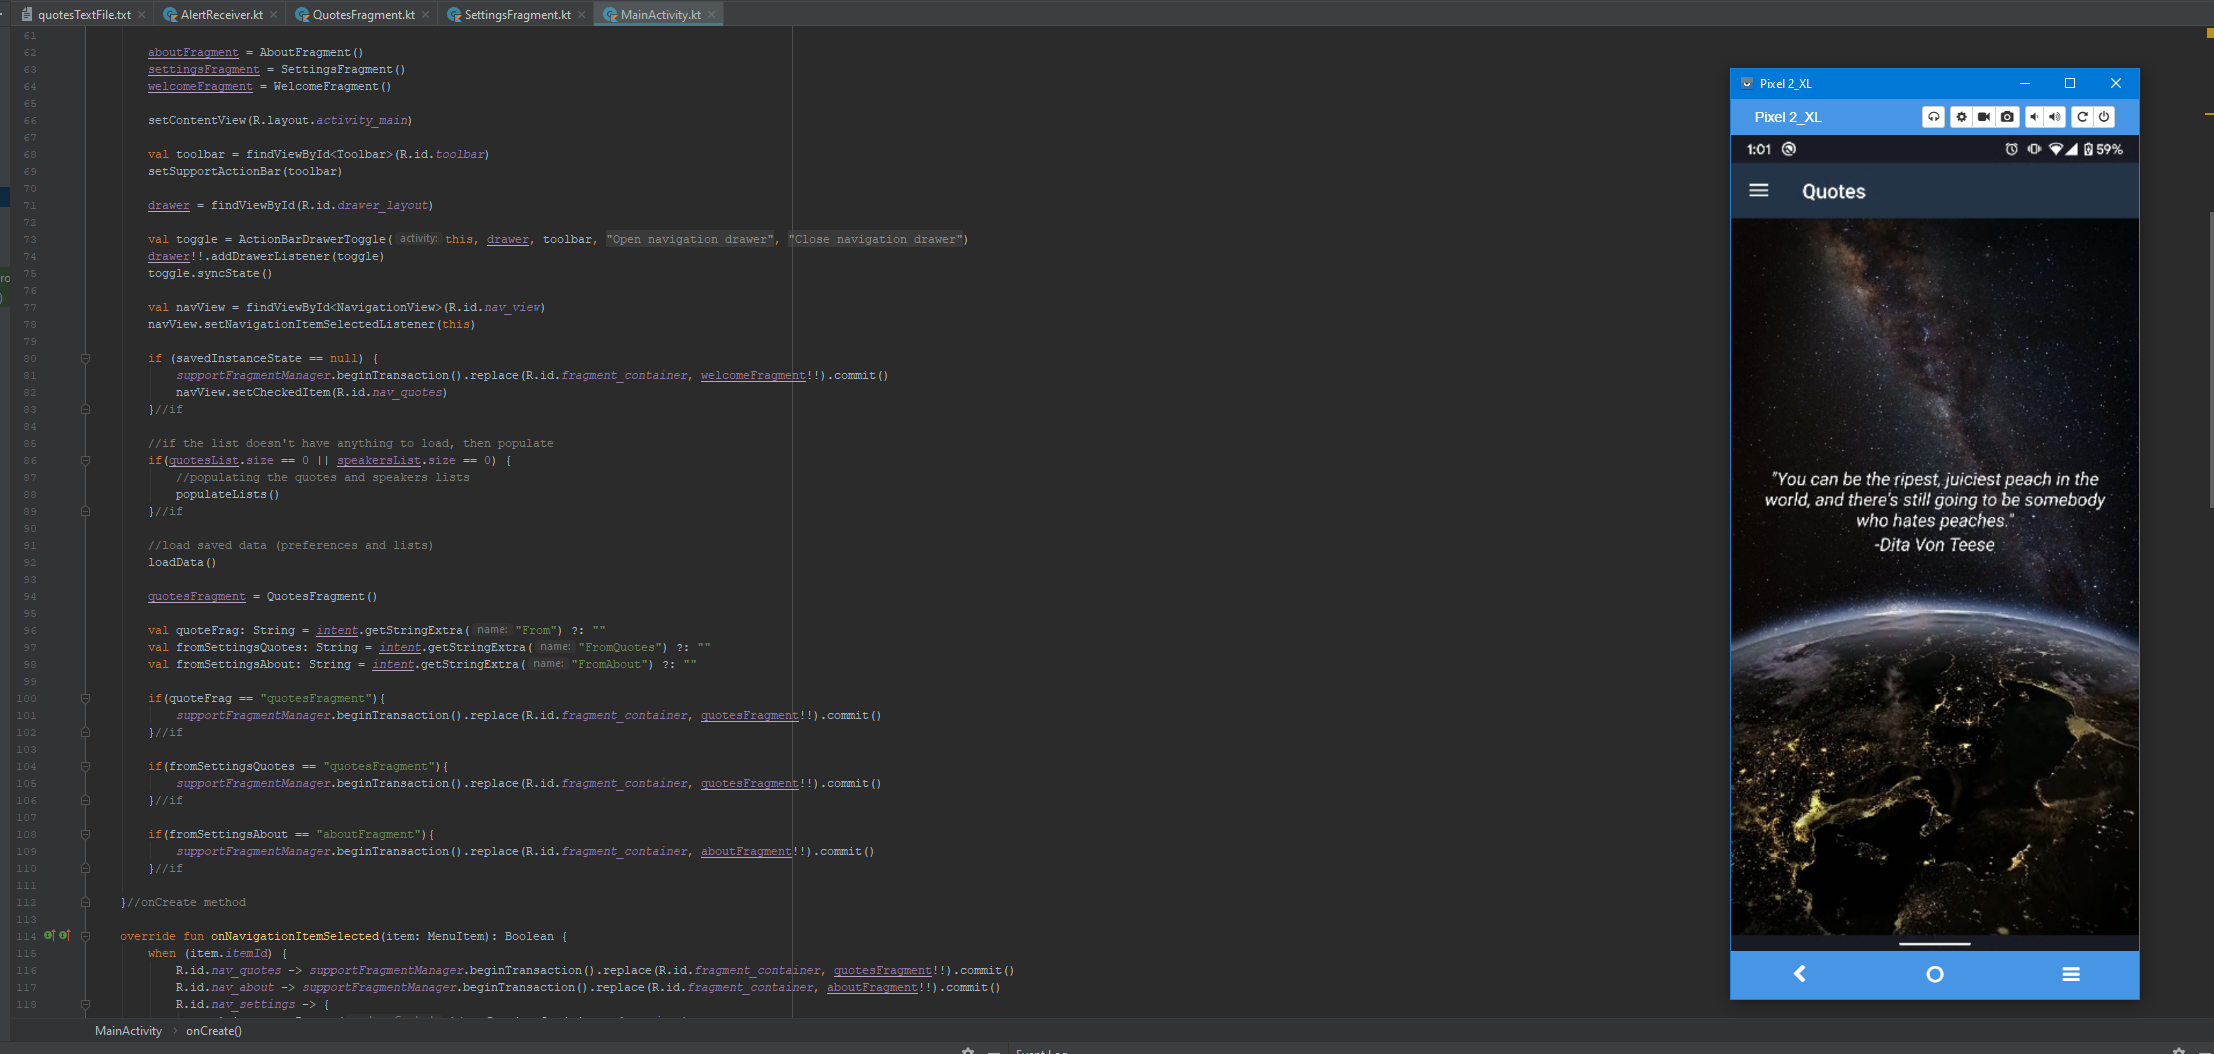 quotesTextFile.txt AlertReceiver.kt QuotesFragment.kt SettingsFragment.kt MainActivity.kt
61
62 aboutFragment = AboutFragment()
63 settingsFragment = SettingsFragment()
64 welcomeFragment = WelcomeFragment()
65
66 setContentView(R.layout.activity_main)
67
68 val toolbar = findViewById<Toolbar>(R.id.toolbar)
69 setSupportActionBar(toolbar)
70
71 drawer = findViewById(R.id.drawer_layout)
72
73 val toggle = ActionBarDrawerToggle( activity: this, drawer, toolbar, "Open navigation drawer", "Close navigation drawer")
74 drawer!!.addDrawerListener(toggle)
75 toggle.syncState()
76
77 val navView = findViewById<NavigationView>(R.id.nav_view)
78 navView.setNavigationItemSelectedListener(this)
79
80 if (savedInstanceState == null) {
81 supportFragmentManager.beginTransaction().replace(R.id.fragment_container, welcomeFragment!!).commit()
82 navView.setCheckedItem(R.id.nav_quotes)
83 }//if
84
85 //if the list doesn't have anything to load, then populate
86 if(quotesList.size == 0 || speakersList.size == 0) {
87 //populating the quotes and speakers lists
88 populateLists()
89 }//if
90
91 //load saved data (preferences and lists)
92 loadData()
93
94 quotesFragment = QuotesFragment()
95
96 val quoteFrag: String = intent.getStringExtra( name: "From") ?: ""
97 val fromSettingsQuotes: String = intent.getStringExtra( name: "FromQuotes") ?: ""
98 val fromSettingsAbout: String = intent.getStringExtra( name: "FromAbout") ?: ""
99
100 if(quoteFrag == "quotesFragment"){
101 supportFragmentManager.beginTransaction().replace(R.id.fragment_container, quotesFragment!!).commit()
102 }//if
103
104 if(fromSettingsQuotes == "quotesFragment"){
105 supportFragmentManager.beginTransaction().replace(R.id.fragment_container, quotesFragment!!).commit()
106 }//if
107
108 if(fromSettingsAbout == "aboutFragment"){
109 supportFragmentManager.beginTransaction().replace(R.id.fragment_container, aboutFragment!!).commit()
110 }//if
111
112 }//onCreate method
113
114 override fun onNavigationItemSelected(item: MenuItem): Boolean {
115 when (item.itemId) {
116 R.id.nav_quotes -> supportFragmentManager.beginTransaction().replace(R.id.fragment_container, quotesFragment!!).commit()
117 R.id.nav_about -> supportFragmentManager.beginTransaction().replace(R.id.fragment_container, aboutFragment!!).commit()
118 R.id.nav_settings -> {
MainActivity > onCreate()
ro
)
Pixel 2_XL
Pixel 2_XL
1:01 59%
Quotes
"You can be the ripest, juiciest peach in the
world, and there's still going to be somebody
who hates peaches."
-Dita Von Teese